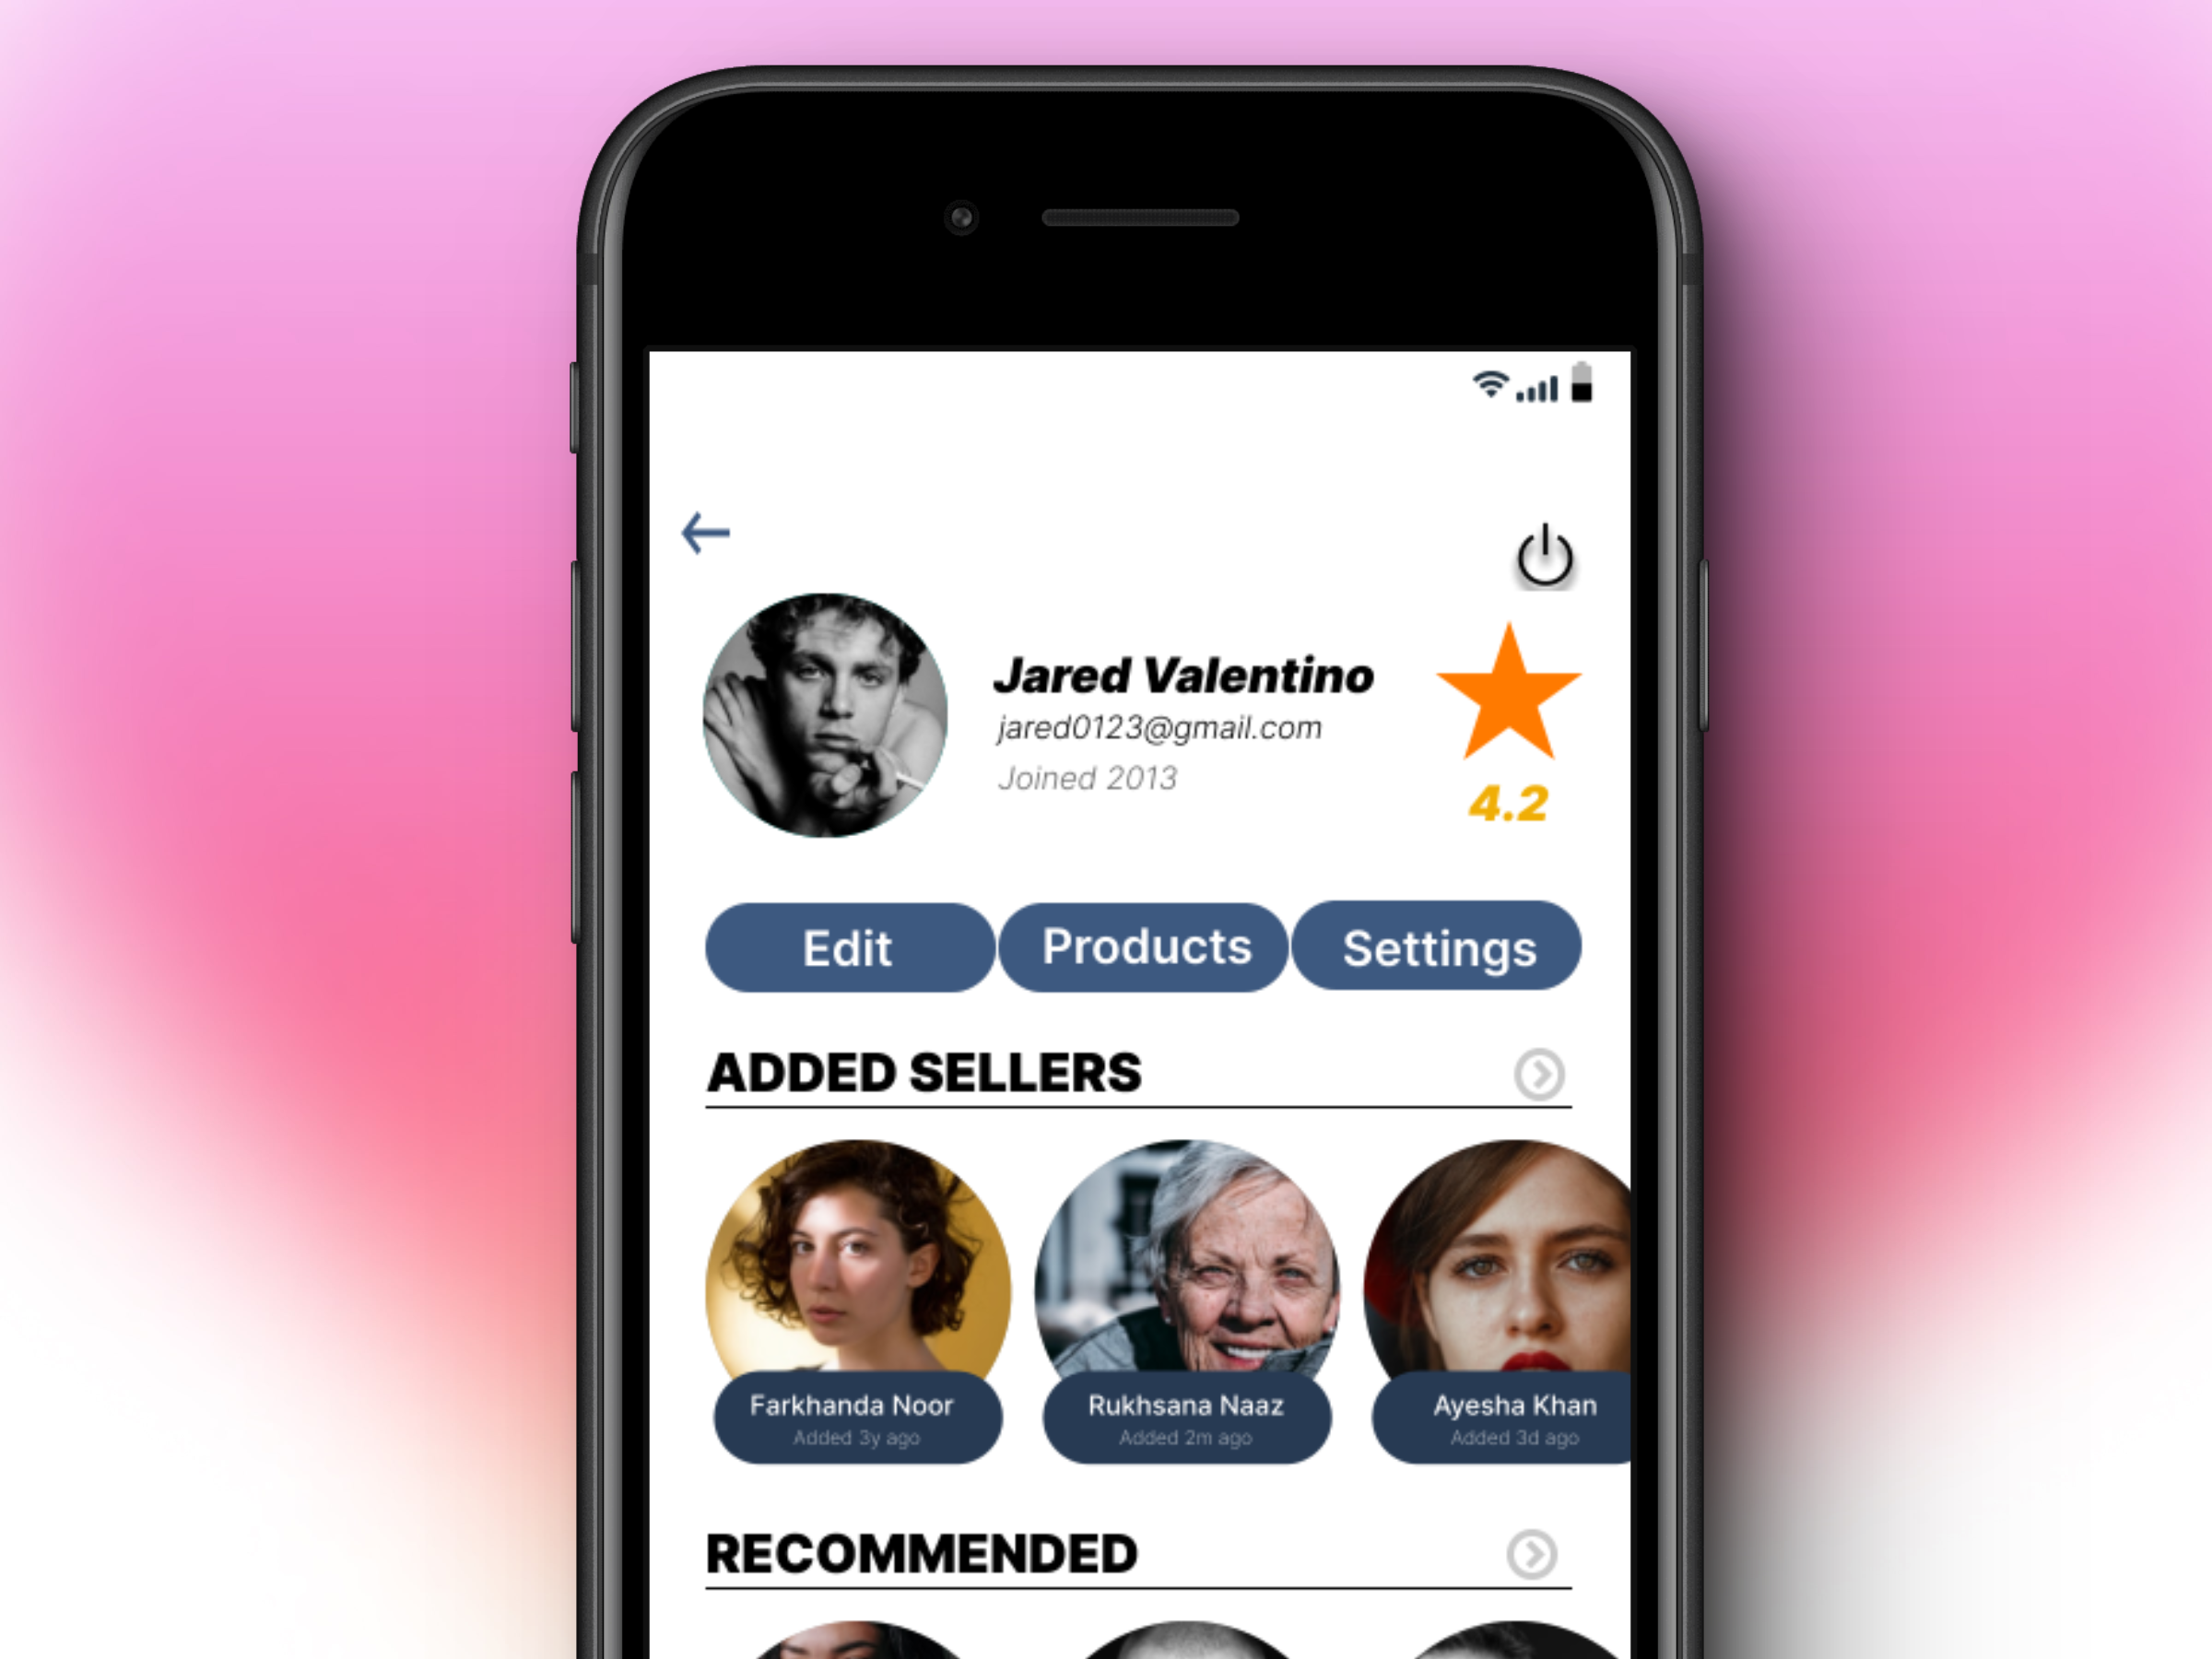 Jared Valentino
jared0123@gmail.com
Joined 2013
4.2
Edit Products Settings
ADDED SELLERS
Farkhanda Noor Rukhsana Naaz Ayesha Khan
Added 3y ago Added 2m ago Added 3d ago
RECOMMENDED